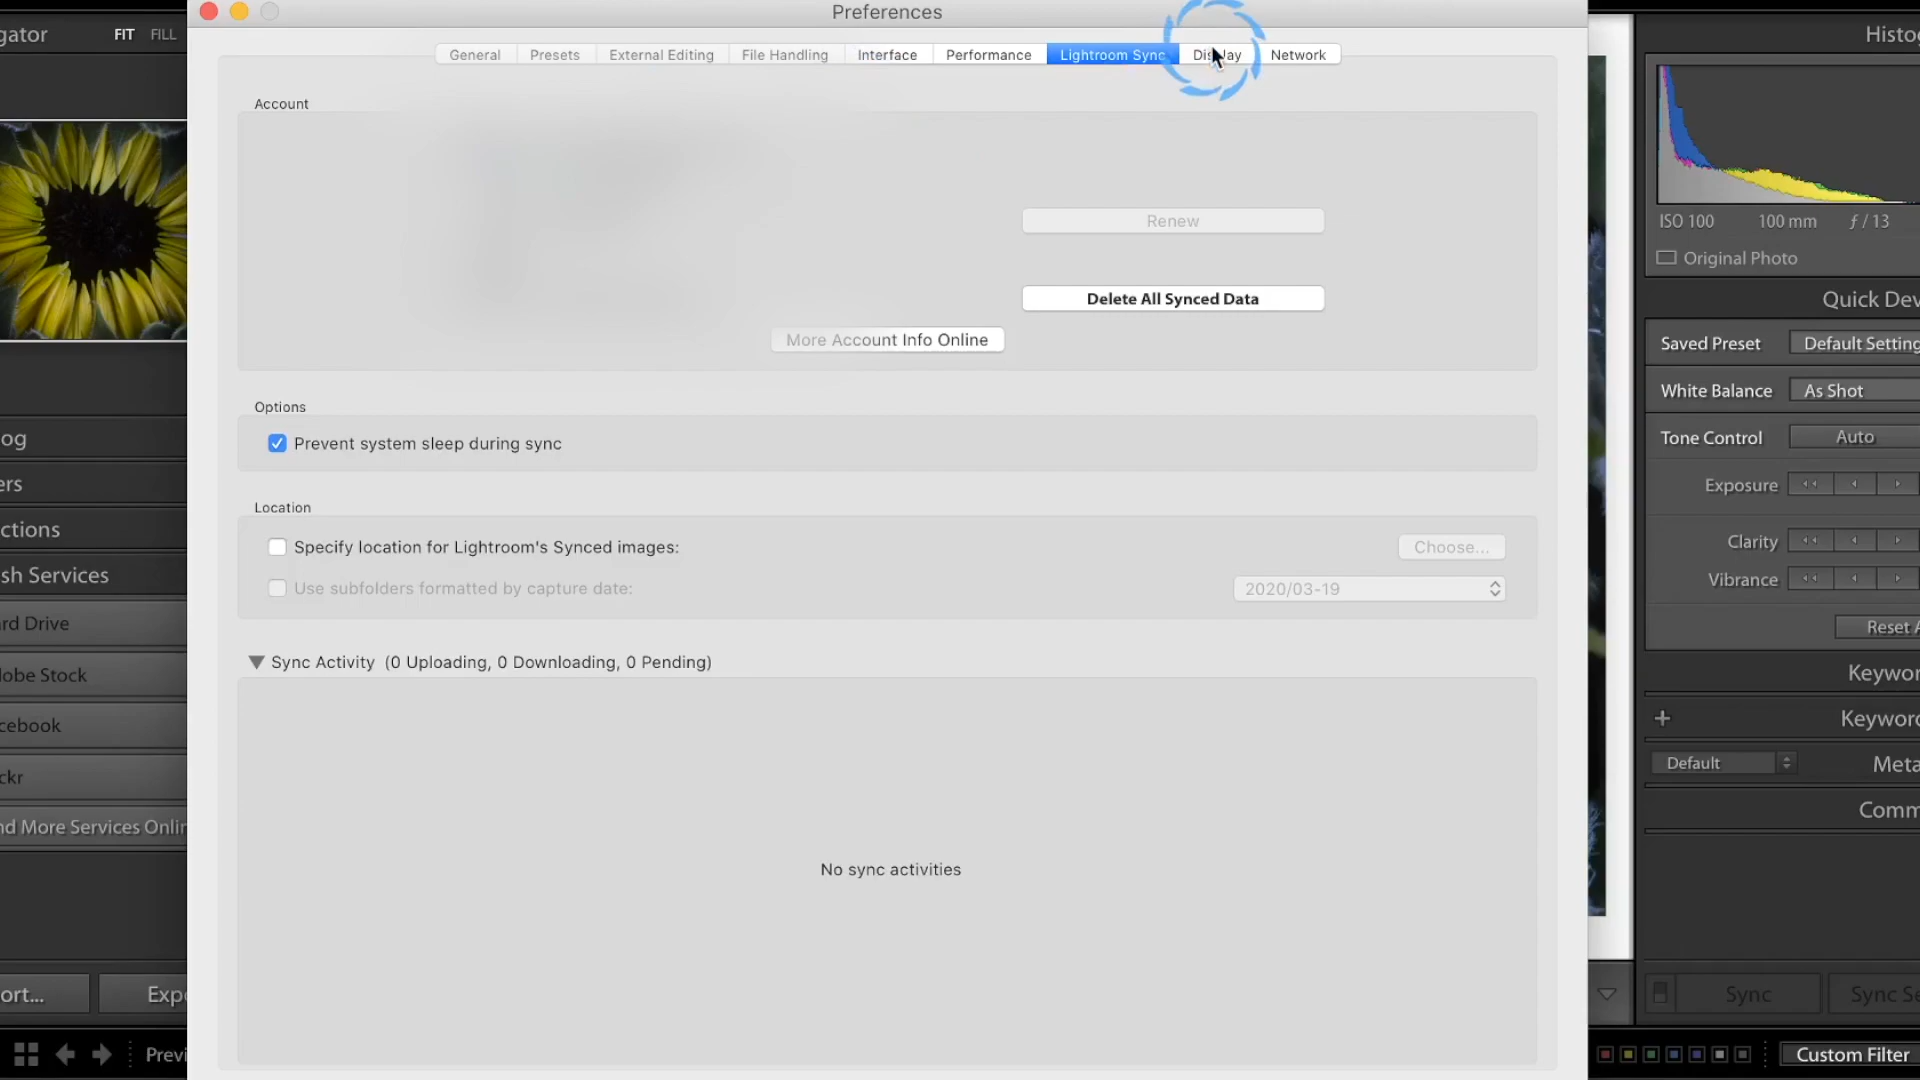 Preferences
gator FIT FILL
General Presets External Editing File Handling Interface Performance Lightroom Sync Display Network
Histo
Account
Renew
ISO 100 100 mm ƒ / 13
Original Photo
Delete All Synced Data
Quick Dev
More Account Info Online
Saved Preset Default Setting
White Balance As Shot
Options
Tone Control Auto
og
Prevent system sleep during sync
ers
Exposure
Location
ctions
Specify location for Lightroom's Synced images: Choose...
Clarity
sh Services
Use subfolders formatted by capture date: 2020/03-19
Vibrance
rd Drive
Reset A
Sync Activity (0 Uploading, 0 Downloading, 0 Pending)
obe Stock
Keywor
cebook
Keywor
ckr
Default Meta
nd More Services Onlin
Comm
No sync activities
ort... Expo
Sync Sync Se
Previ
Custom Filter